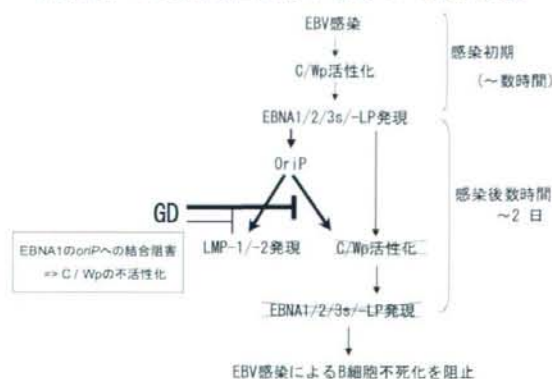 EBV感染
C/Wp活性化
感染初期
(～数時間)
EBNA1/2/3s/-LP発現
OriP
感染後数時間
～2 日
GD
EBNA1のoriPへの結合阻害
=> C / Wpの不活性化
LMP-1/-2発現
C/Wp活性化
EBNA1/2/3s/-LP発現
EBV感染によるB細胞不死化を阻止